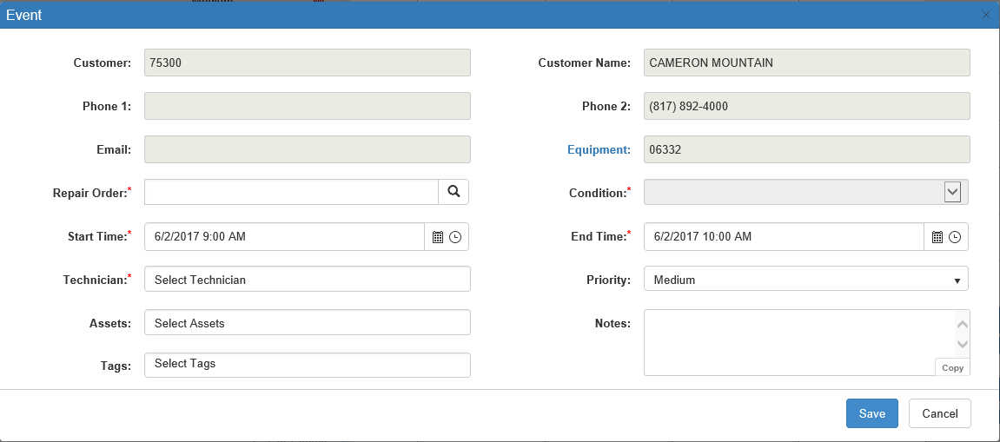 Event ×
Customer: 75300 Customer Name: CAMERON MOUNTAIN
Phone 1: Phone 2: (817) 892-4000
Email: Equipment: 06332
Repair Order:* Condition:*
Start Time:* 6/2/2017 9:00 AM End Time:* 6/2/2017 10:00 AM
Technician:* Select Technician Priority: Medium
Assets: Select Assets Notes:
Tags: Select Tags Copy
Save Cancel